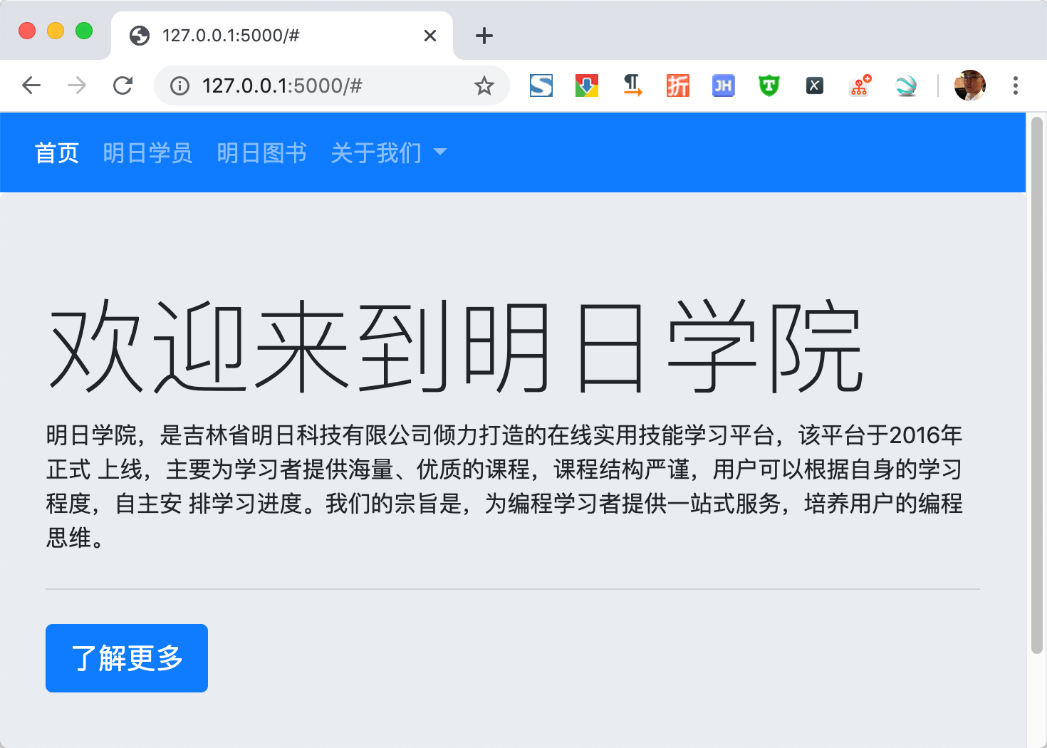 127.0.0.1:5000/#
127.0.0.1:5000/#
折
JH
T
X
首页 明日学员 明日图书 关于我们
欢迎来到明日学院
明日学院，是吉林省明日科技有限公司倾力打造的在线实用技能学习平台，该平台于2016年
正式 上线，主要为学习者提供海量、优质的课程，课程结构严谨，用户可以根据自身的学习
程度，自主安 排学习进度。我们的宗旨是，为编程学习者提供一站式服务，培养用户的编程
思维。
了解更多